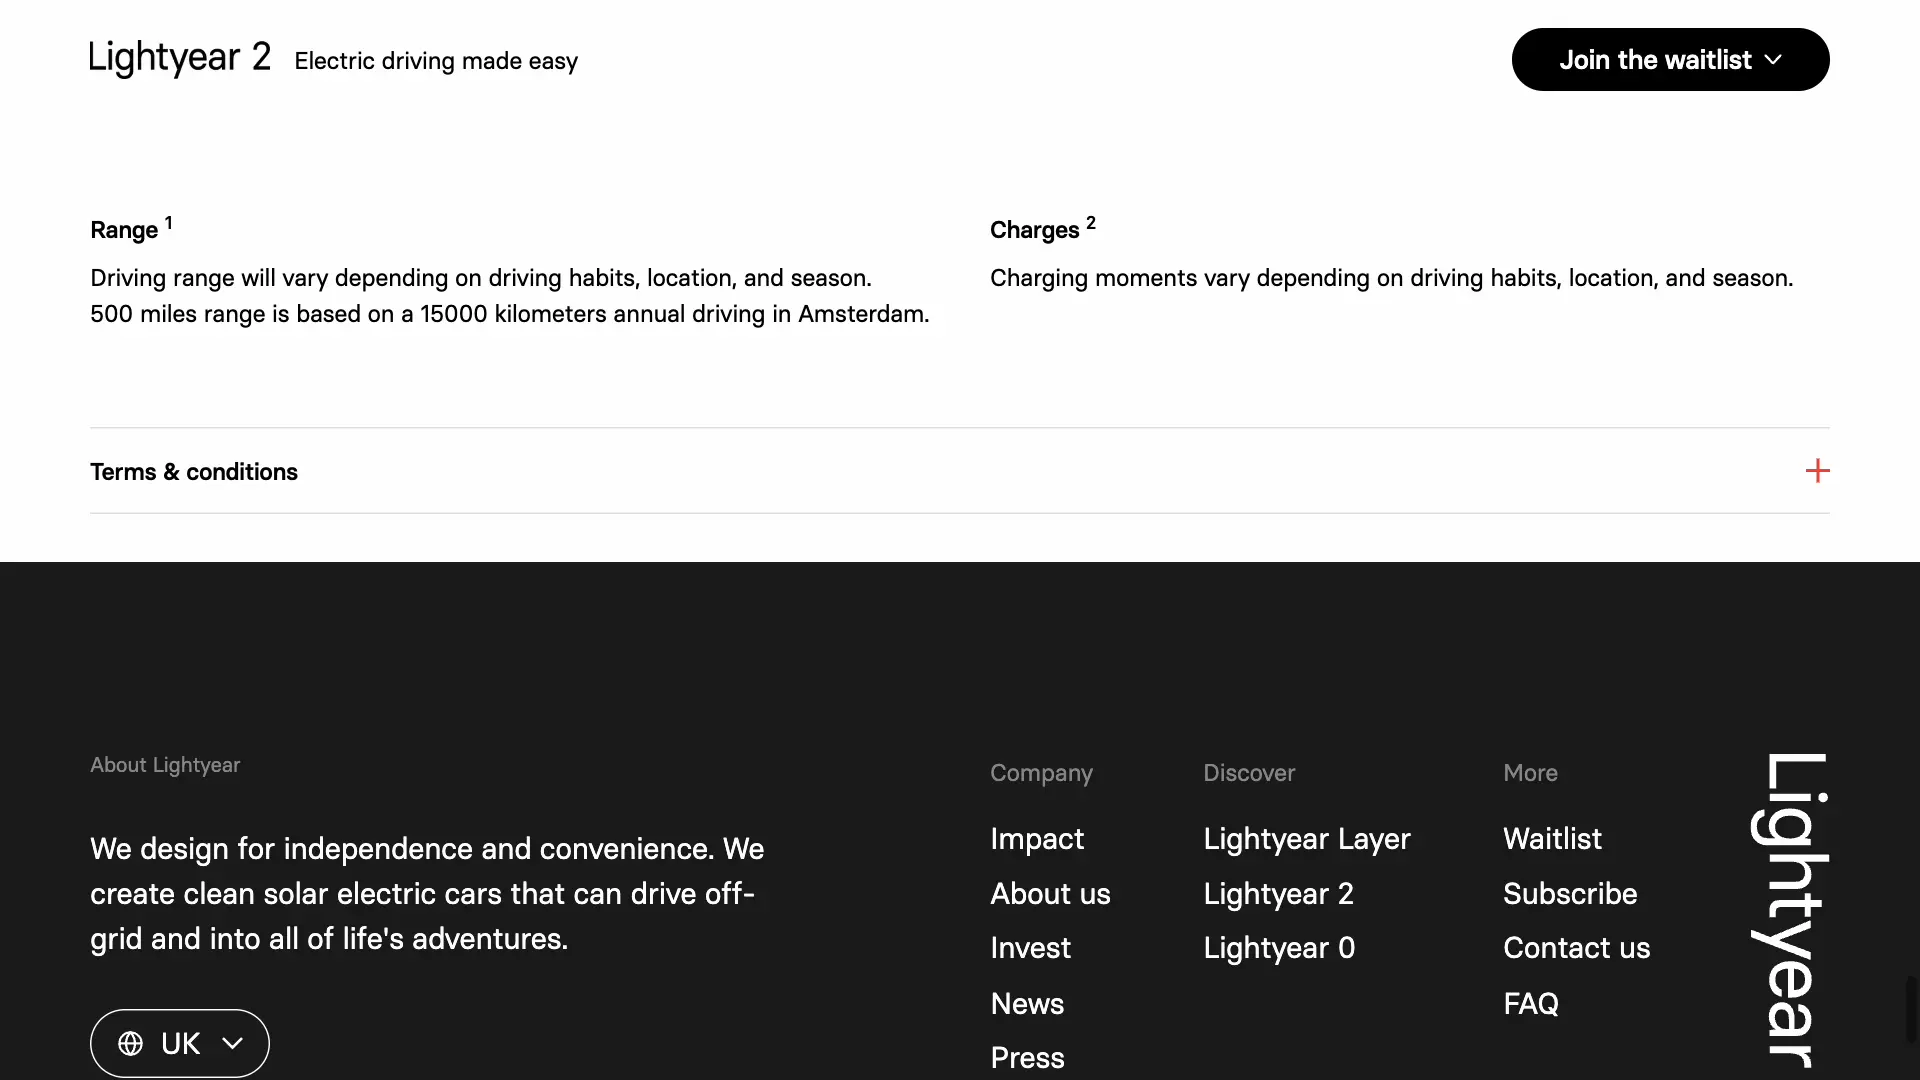 Lightyear 2 Electric driving made easy
Join the waitlist
Range 1
Driving range will vary depending on driving habits, location, and season.
500 miles range is based on a 15000 kilometers annual driving in Amsterdam.
Charges 2
Charging moments vary depending on driving habits, location, and season.
Terms & conditions
About Lightyear
We design for independence and convenience. We
create clean solar electric cars that can drive off-
grid and into all of life's adventures.
UK
Company
Impact
About us
Invest
News
Press
Discover
Lightyear Layer
Lightyear 2
Lightyear 0
More
Waitlist
Subscribe
Contact us
FAQ
Lightyear